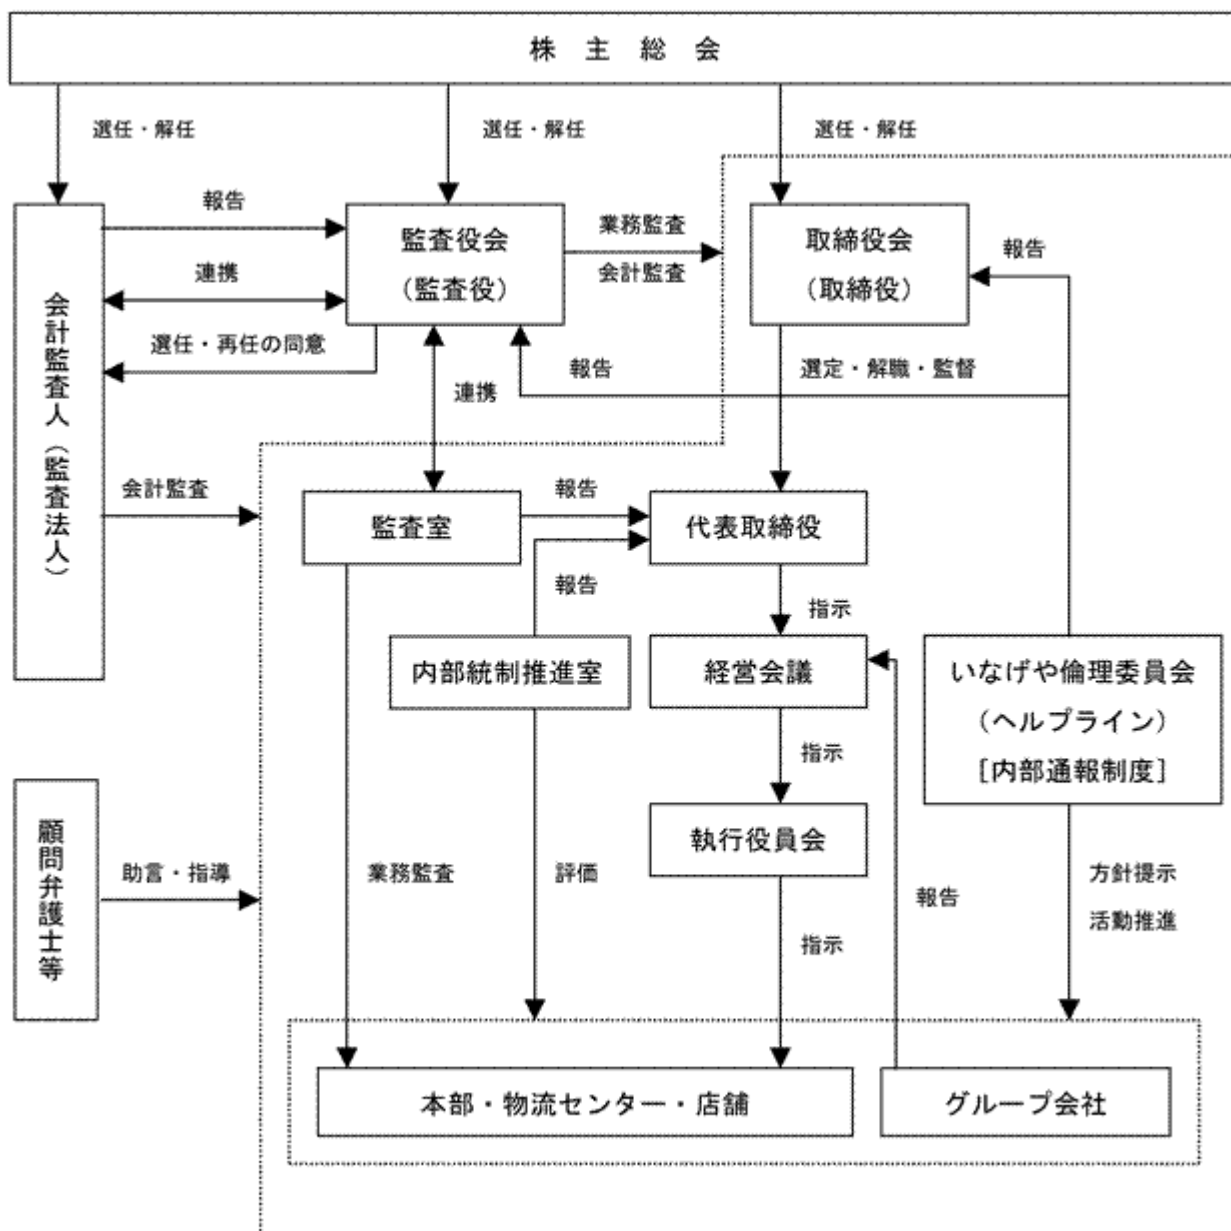 株主総会
選任・解任
選任・解任
選任・解任
報告
監査役会
（監査役）
業務監査
会計監査
取締役会
（取締役）
報告
連携
選任・再任の同意
会計監査人（監査法人）
報告
選定・解職・監督
連携
会計監査
監査室
報告
代表取締役
報告
指示
内部統制推進室
経営会議
いなげや倫理委員会
（ヘルプライン）
［内部通報制度］
指示
顧問弁護士等
助言・指導
執行役員会
業務監査
評価
報告
方針提示
活動推進
指示
本部・物流センター・店舗
グループ会社